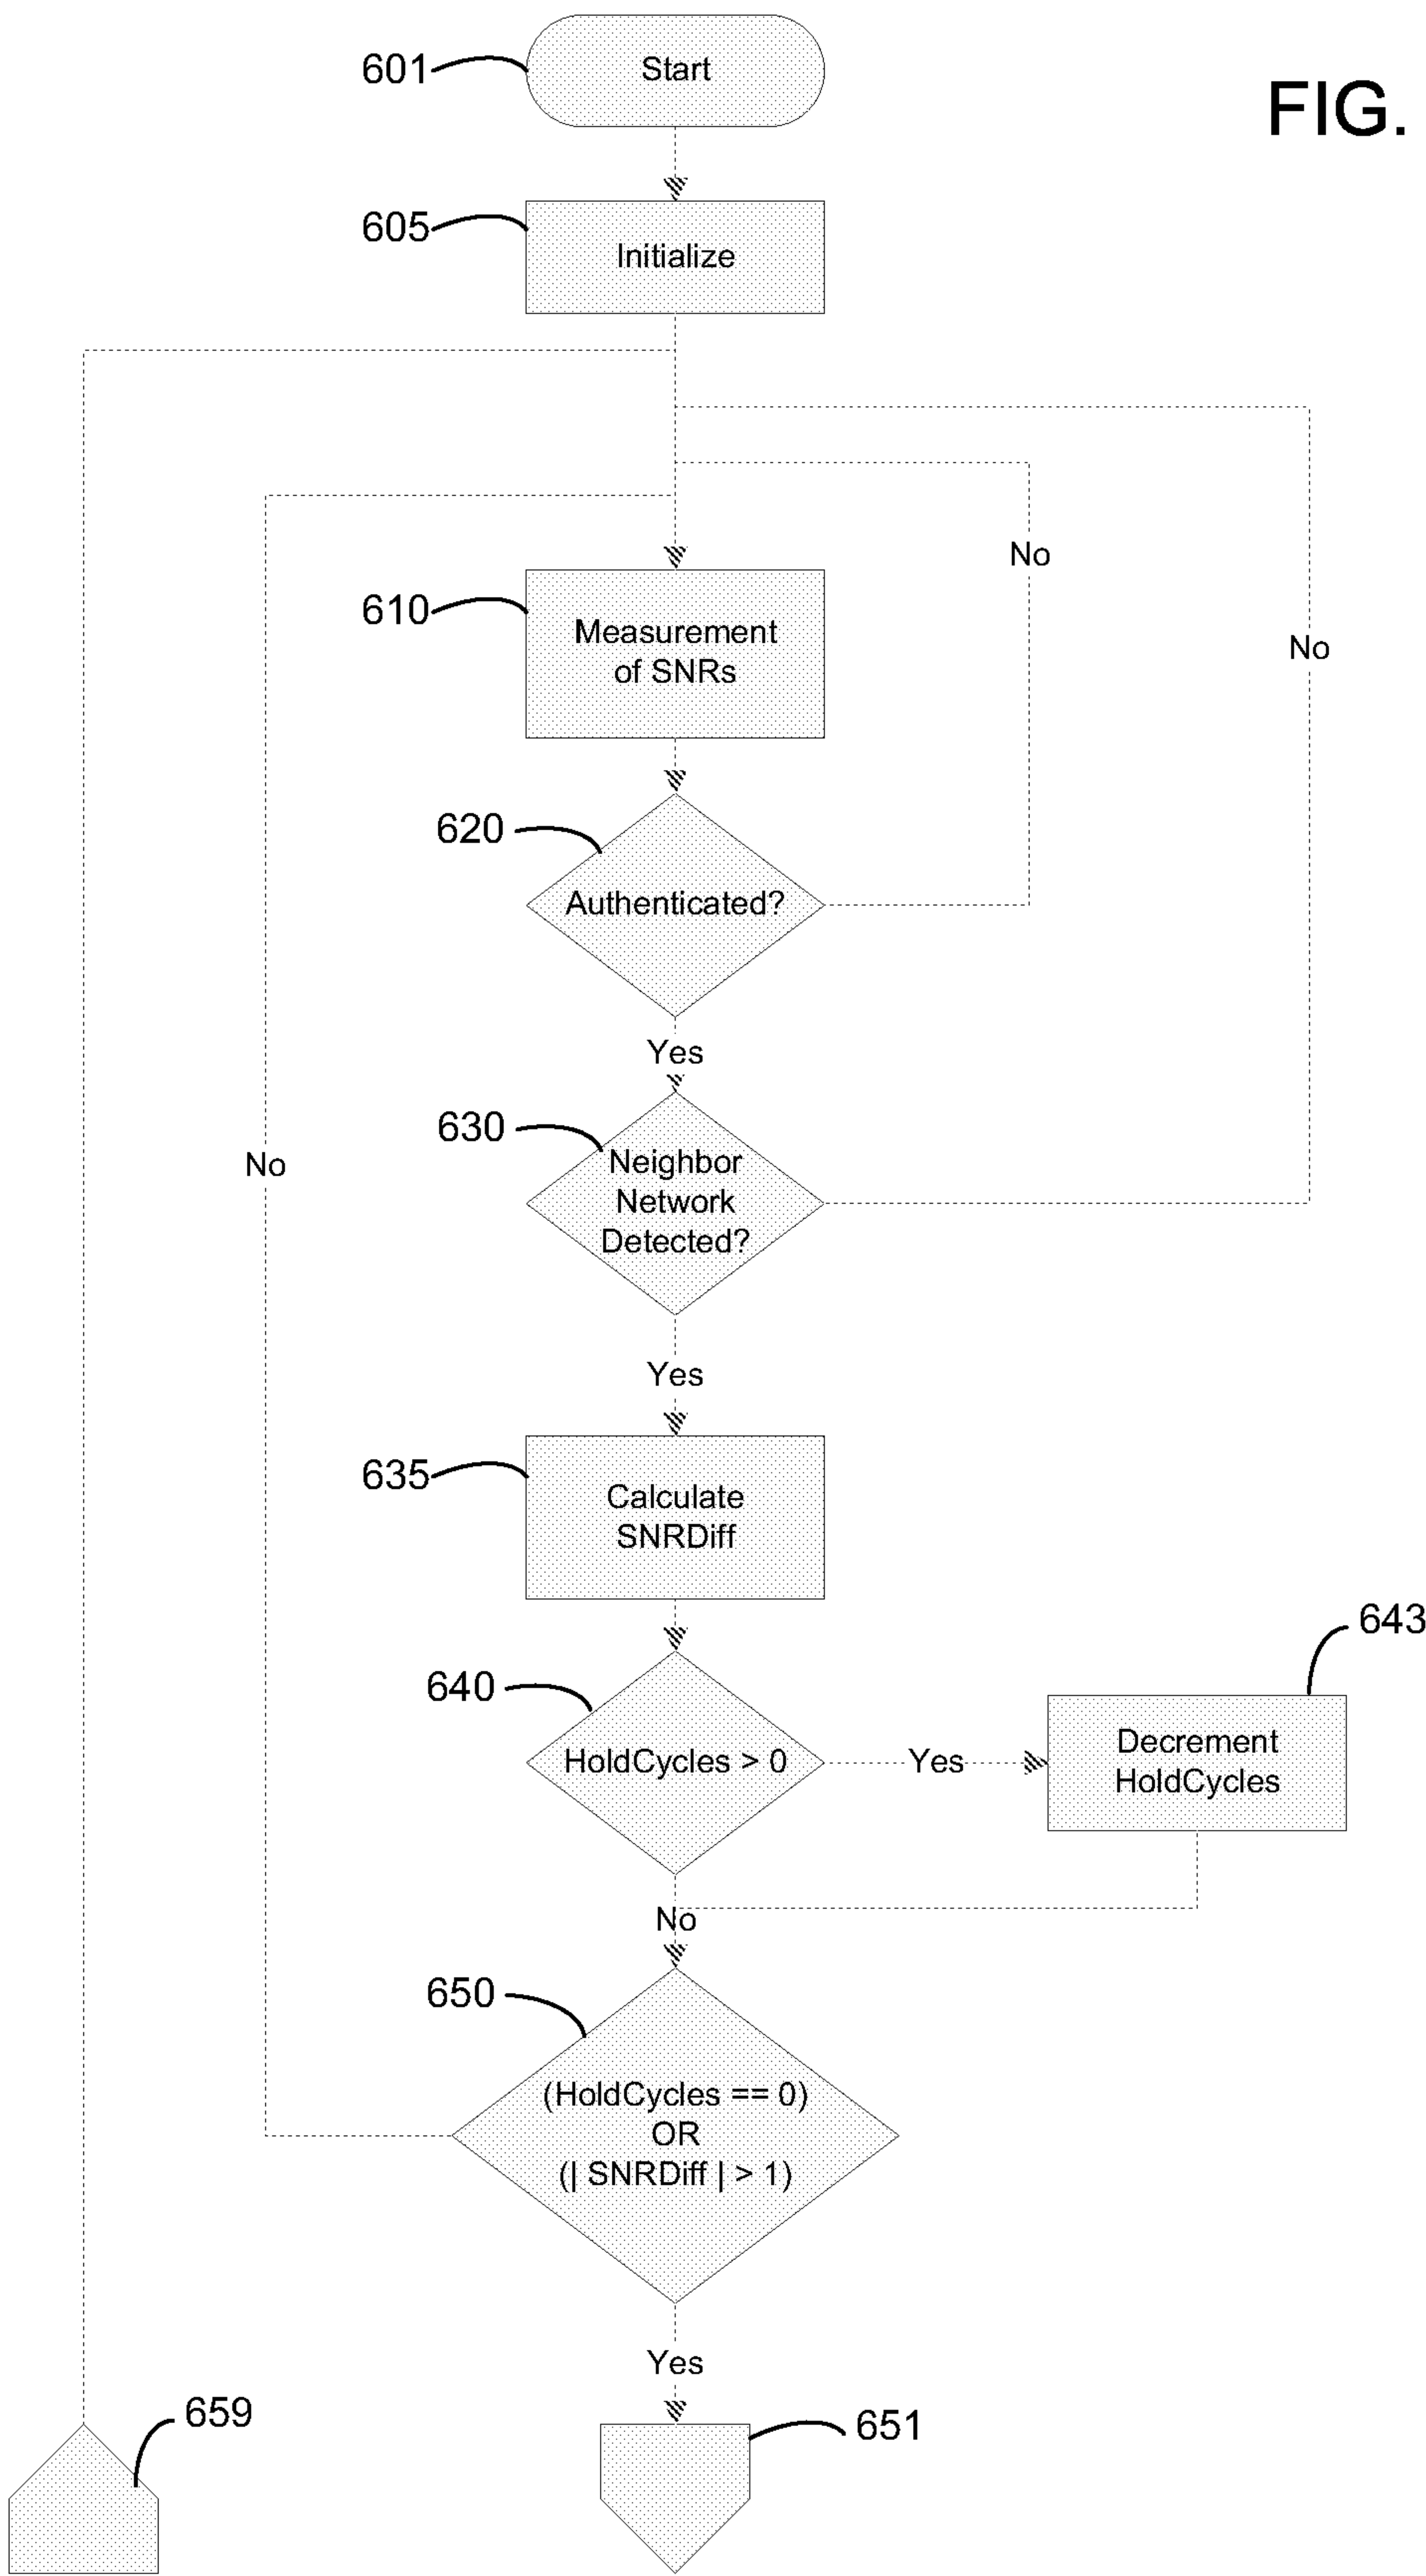 601
Start
FIG.
605
Initialize
No
610
Measurement
of SNRs
No
620
Authenticated?
Yes
630
Neighbor
Network
Detected?
No
Yes
635
Calculate
SNRDiff
643
640
HoldCycles > 0
Yes
Decrement
HoldCycles
No
650
(HoldCycles == 0)
OR
(| SNRDiff | > 1)
Yes
659
651